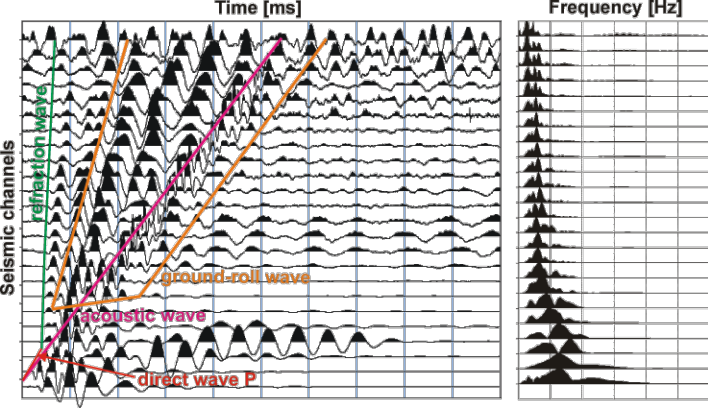 Time [ms]
Frequency [Hz]
Seismic channels
refraction wave
ground-roll wave
acoustic wave
direct wave P